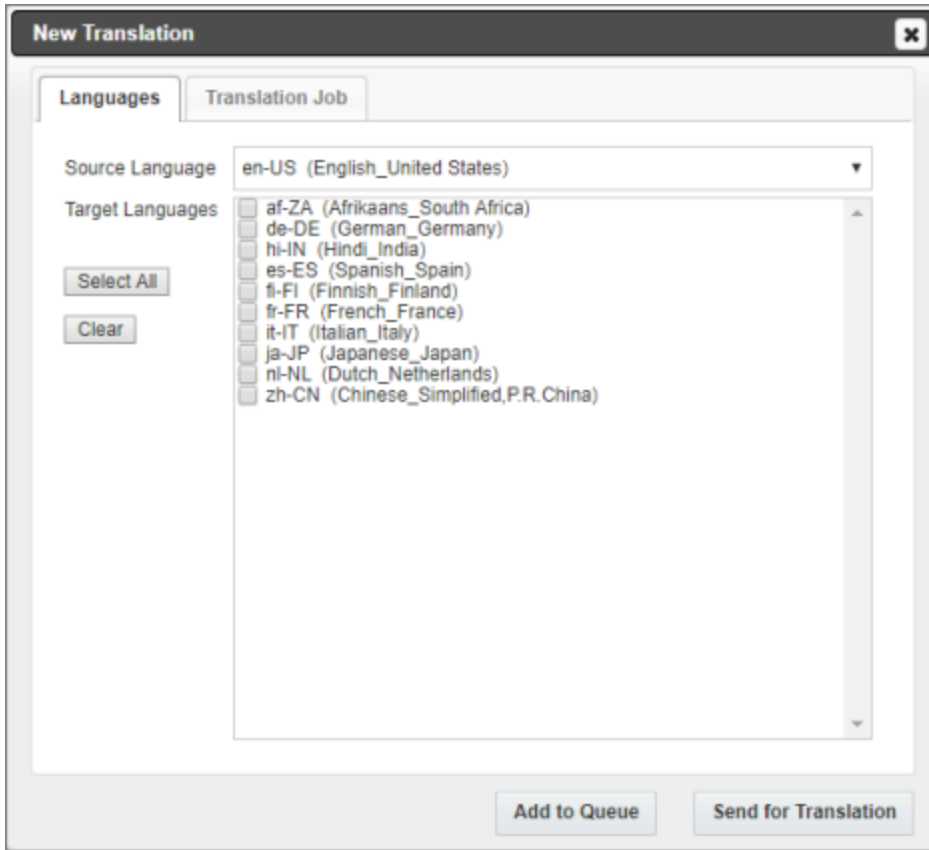 New Translation
Languages
Translation Job
Source Language
en-US (English_United States)
Target Languages
af-ZA (Afrikaans_South Africa)
de-DE (German_Germany)
hi-IN (Hindi_India)
es-ES (Spanish_Spain)
fi-FI (Finnish_Finland)
fr-FR (French_France)
it-IT (Italian_Italy)
ja-JP (Japanese_Japan)
nl-NL (Dutch_Netherlands)
zh-CN (Chinese_Simplified,P.R.China)
Select All
Clear
Add to Queue
Send for Translation